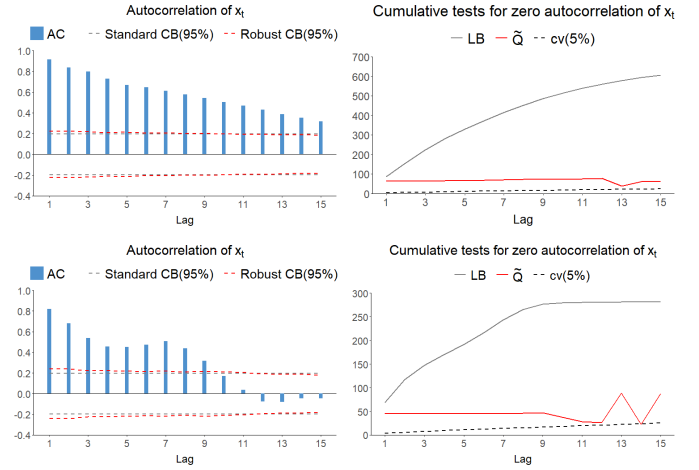 Autocorrelation of xt
AC Standard CB(95%) Robust CB(95%)
1.0
0.8
0.6
0.4
0.2
0.0
-0.2
-0.4
1 3 5 7 9 11 13 15
Lag
Cumulative tests for zero autocorrelation of xt
LB Q̃ cv(5%)
700
600
500
400
300
200
100
0
1 3 5 7 9 11 13 15
Lag
Autocorrelation of xt
AC Standard CB(95%) Robust CB(95%)
1.0
0.8
0.6
0.4
0.2
0.0
-0.2
-0.4
1 3 5 7 9 11 13 15
Lag
Cumulative tests for zero autocorrelation of xt
LB Q̃ cv(5%)
300
250
200
150
100
50
0
1 3 5 7 9 11 13 15
Lag